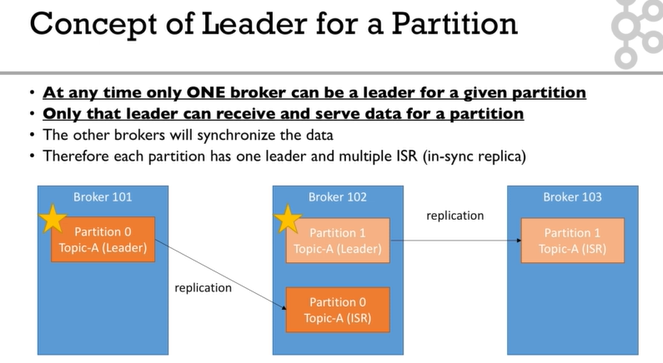 Concept of Leader for a Partition
• At any time only ONE broker can be a leader for a given partition
• Only that leader can receive and serve data for a partition
• The other brokers will synchronize the data
• Therefore each partition has one leader and multiple ISR (in-sync replica)
Broker 101
Partition 0
Topic-A (Leader)
replication
Broker 102
Partition 1
Topic-A (Leader)
Partition 0
Topic-A (ISR)
replication
Broker 103
Partition 1
Topic-A (ISR)